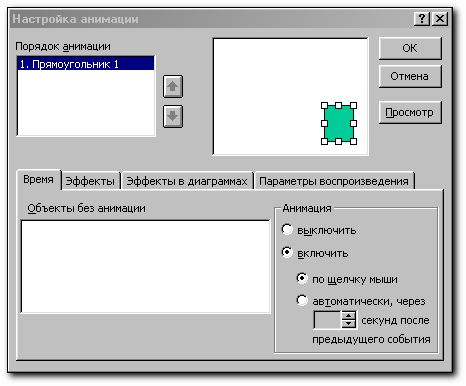 Настройка анимации
Порядок анимации
1. Прямоугольник 1
OK
Отмена
Просмотр
Время
Эффекты
Эффекты в диаграммах
Параметры воспроизведения
Объекты без анимации
Анимация
выключить
включить
по щелчку мыши
автоматически, через
секунд после
предыдущего события